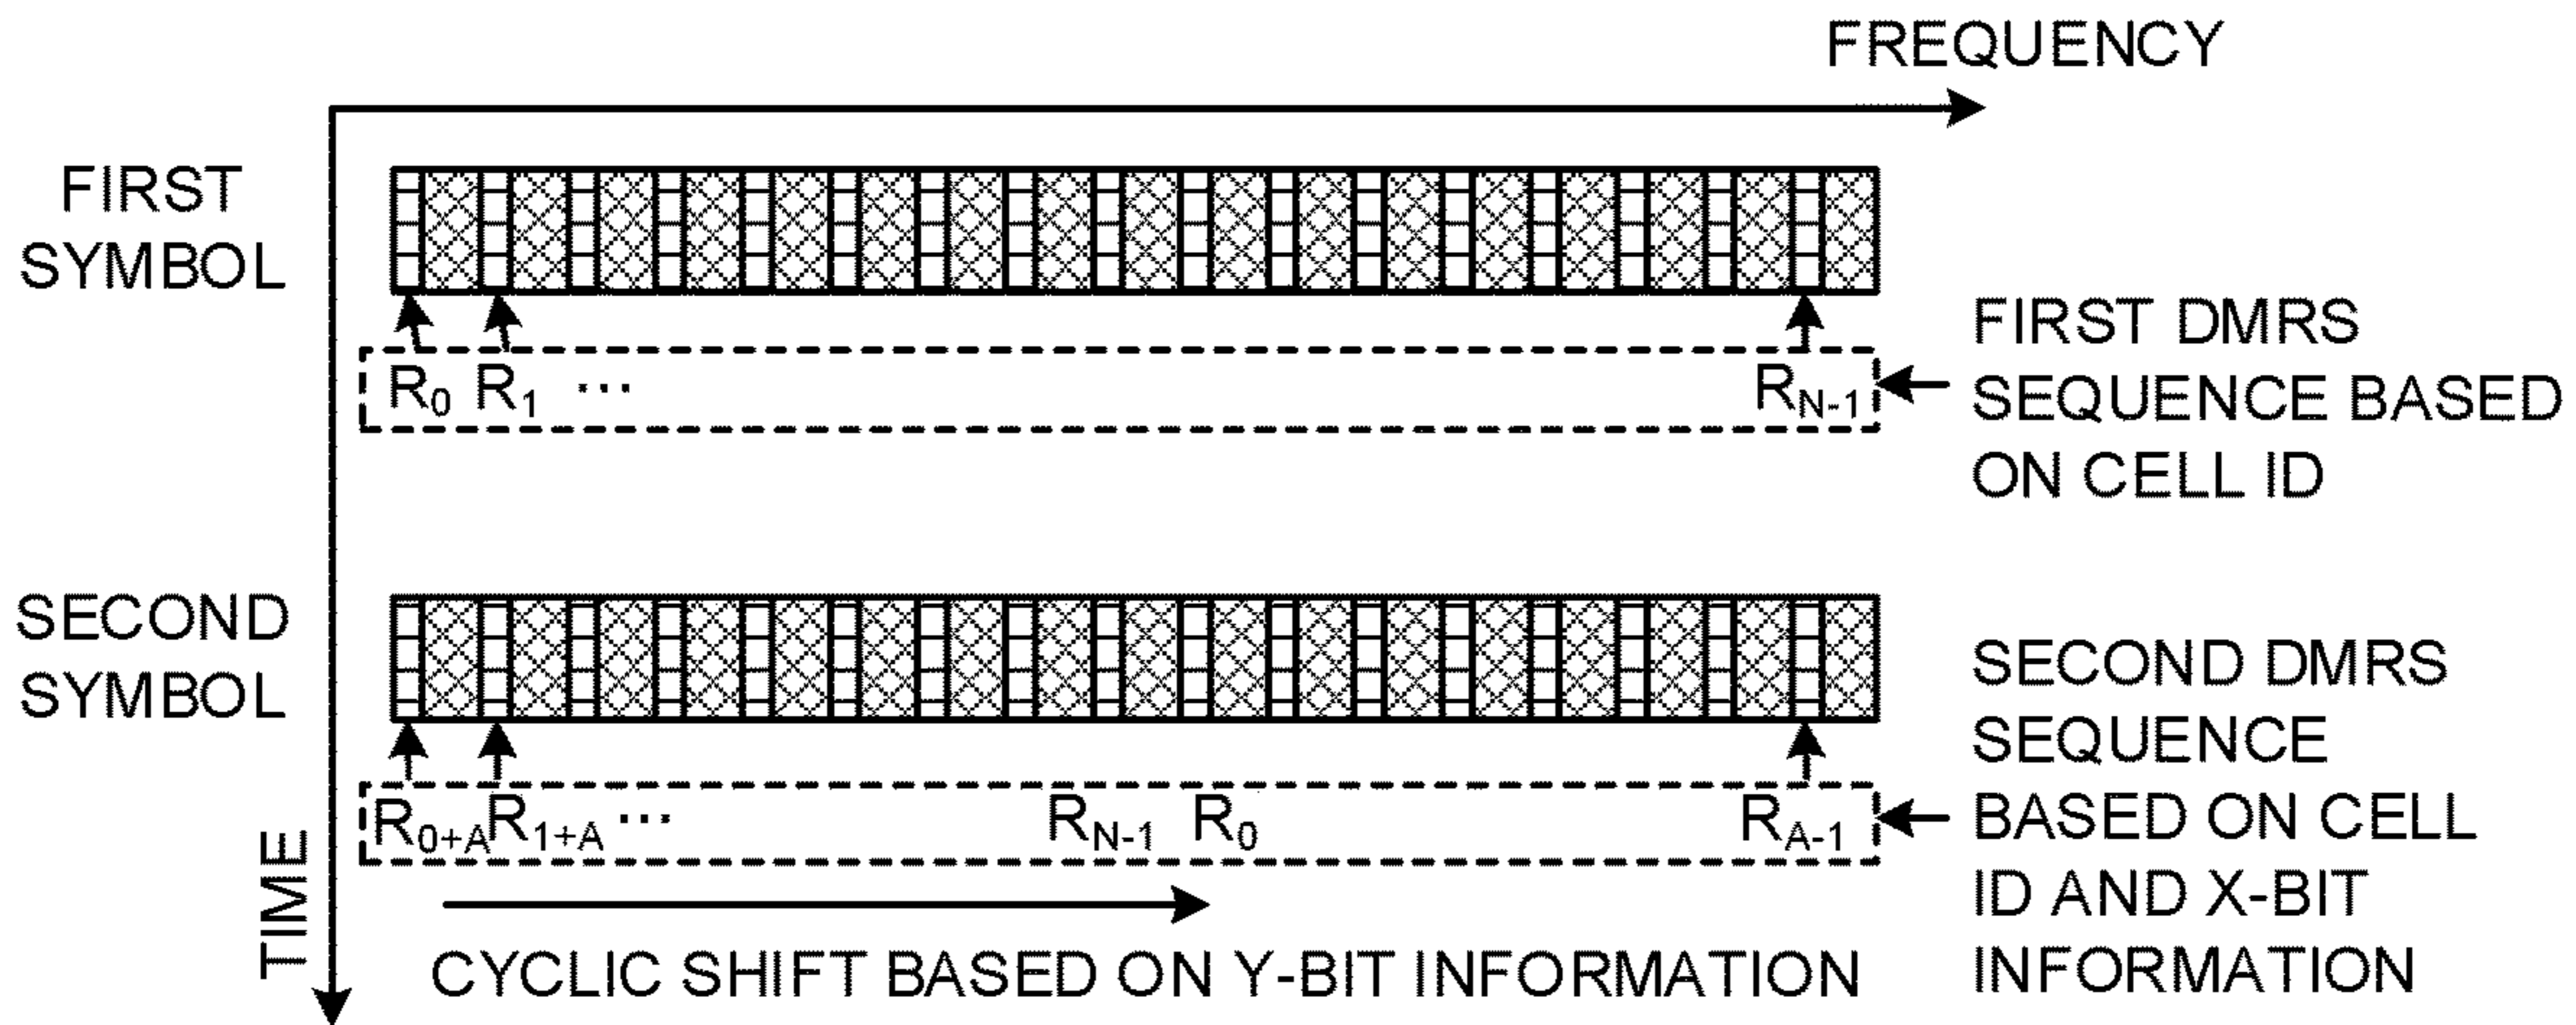 FREQUENCY
FIRST
SYMBOL
R0 R1 ... RN-1
FIRST DMRS
SEQUENCE BASED
ON CELL ID
SECOND
SYMBOL
R0+A R1+A ... RN-1 R0 RA-1
SECOND DMRS
SEQUENCE
BASED ON CELL
ID AND X-BIT
INFORMATION
TIME
CYCLIC SHIFT BASED ON Y-BIT INFORMATION